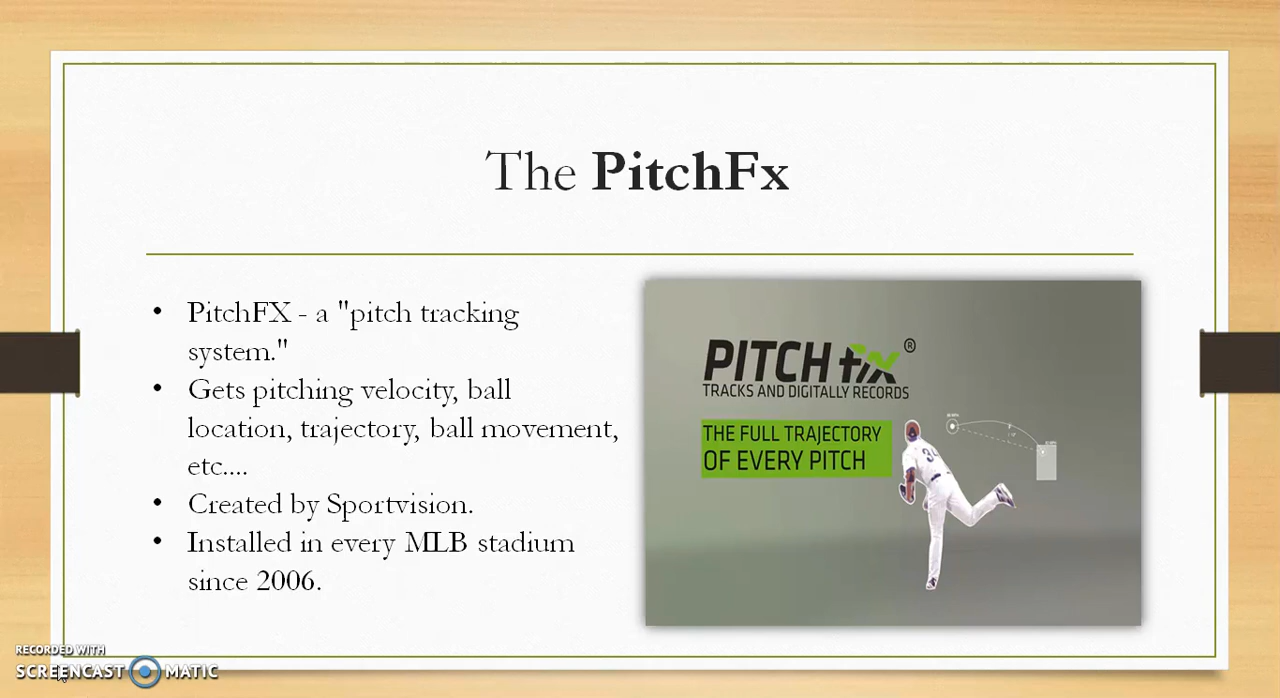 The PitchFx
• PitchFX - a "pitch tracking
system."
• Gets pitching velocity, ball
location, trajectory, ball movement,
etc....
• Created by Sportvision.
• Installed in every MLB stadium
since 2006.
PITCH fx®
TRACKS AND DIGITALLY RECORDS
THE FULL TRAJECTORY
OF EVERY PITCH
34
RECORDED WITH
SCREENCAST MATIC